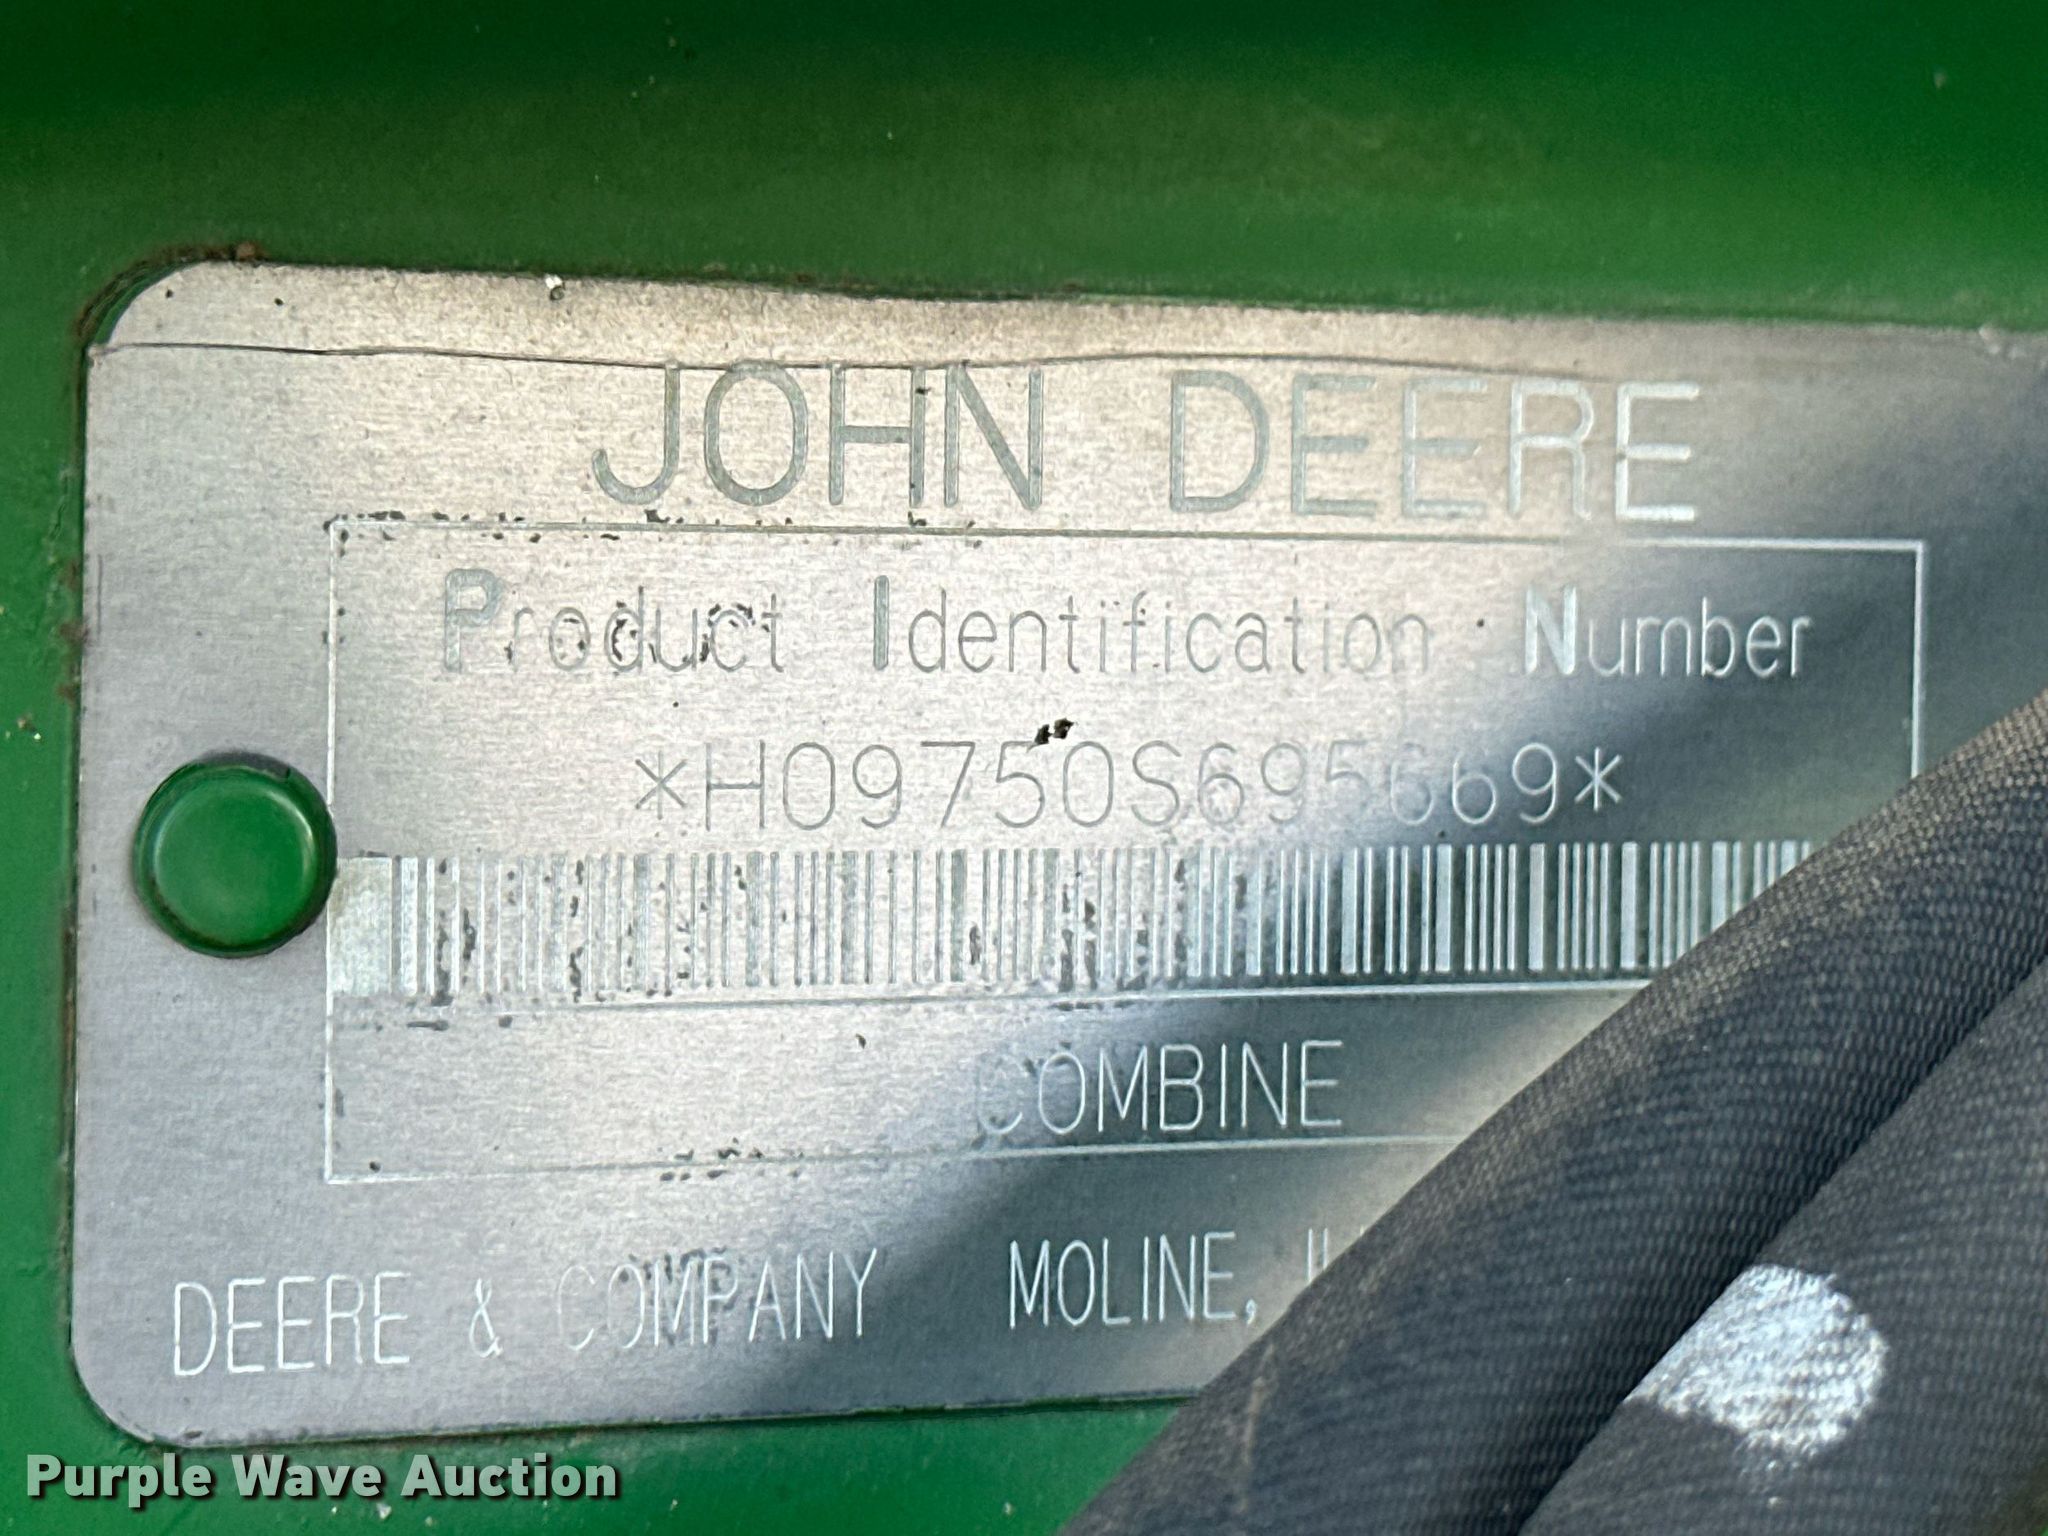 JOHN DEERE
Product Identification Number
*H09750S695669*
COMBINE
DEERE & COMPANY MOLINE,
Purple Wave Auction